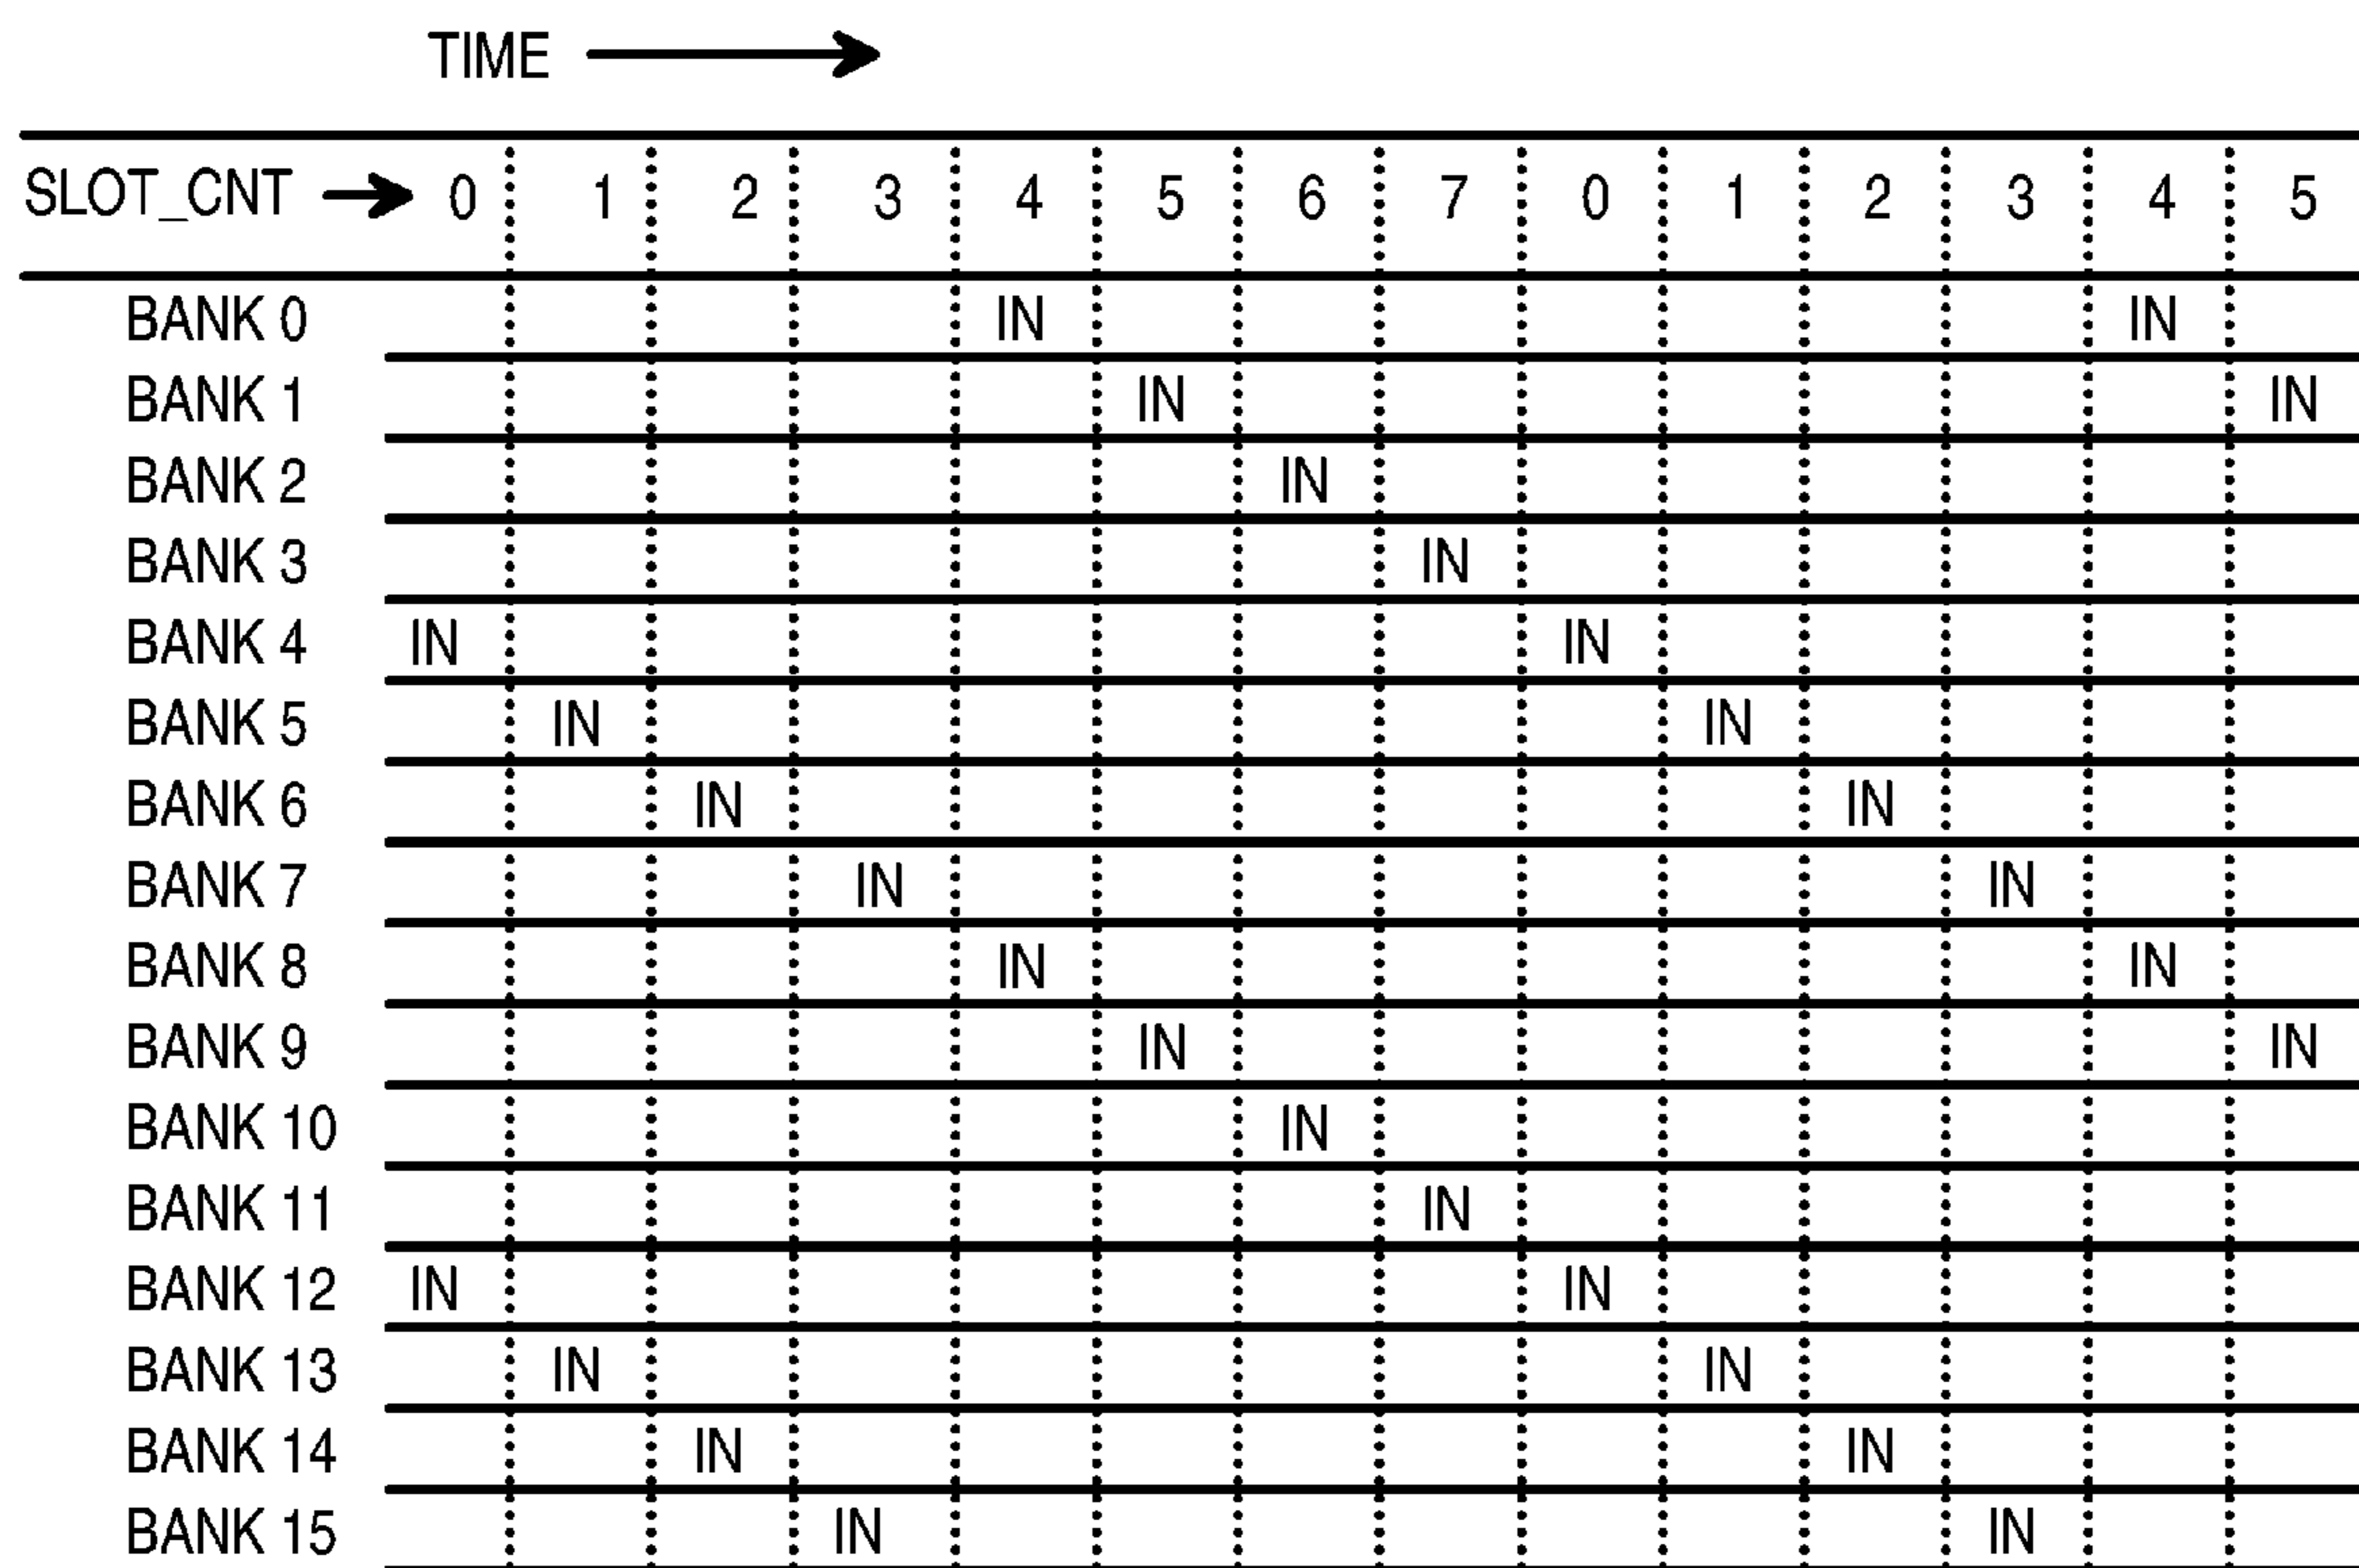 TIME
SLOT_CNT 0 1 2 3 4 5 6 7 0 1 2 3 4 5
BANK 0 IN IN
BANK 1 IN IN
BANK 2 IN
BANK 3 IN
BANK 4 IN IN
BANK 5 IN IN
BANK 6 IN IN
BANK 7 IN IN
BANK 8 IN IN
BANK 9 IN IN
BANK 10 IN
BANK 11 IN
BANK 12 IN IN
BANK 13 IN IN
BANK 14 IN IN
BANK 15 IN IN